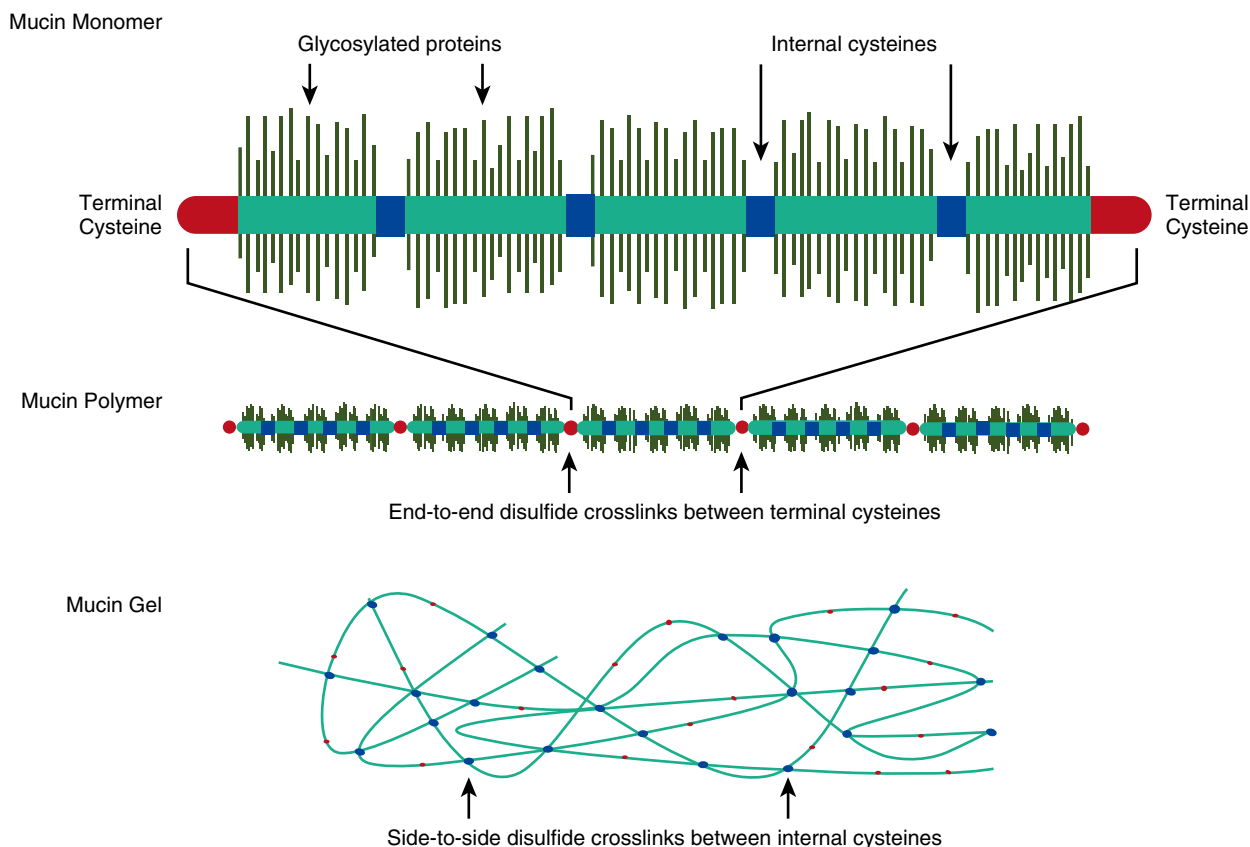 Mucin Monomer
Glycosylated proteins
Internal cysteines
Terminal
Cysteine
Terminal
Cysteine
Mucin Polymer
End-to-end disulfide crosslinks between terminal cysteines
Mucin Gel
Side-to-side disulfide crosslinks between internal cysteines